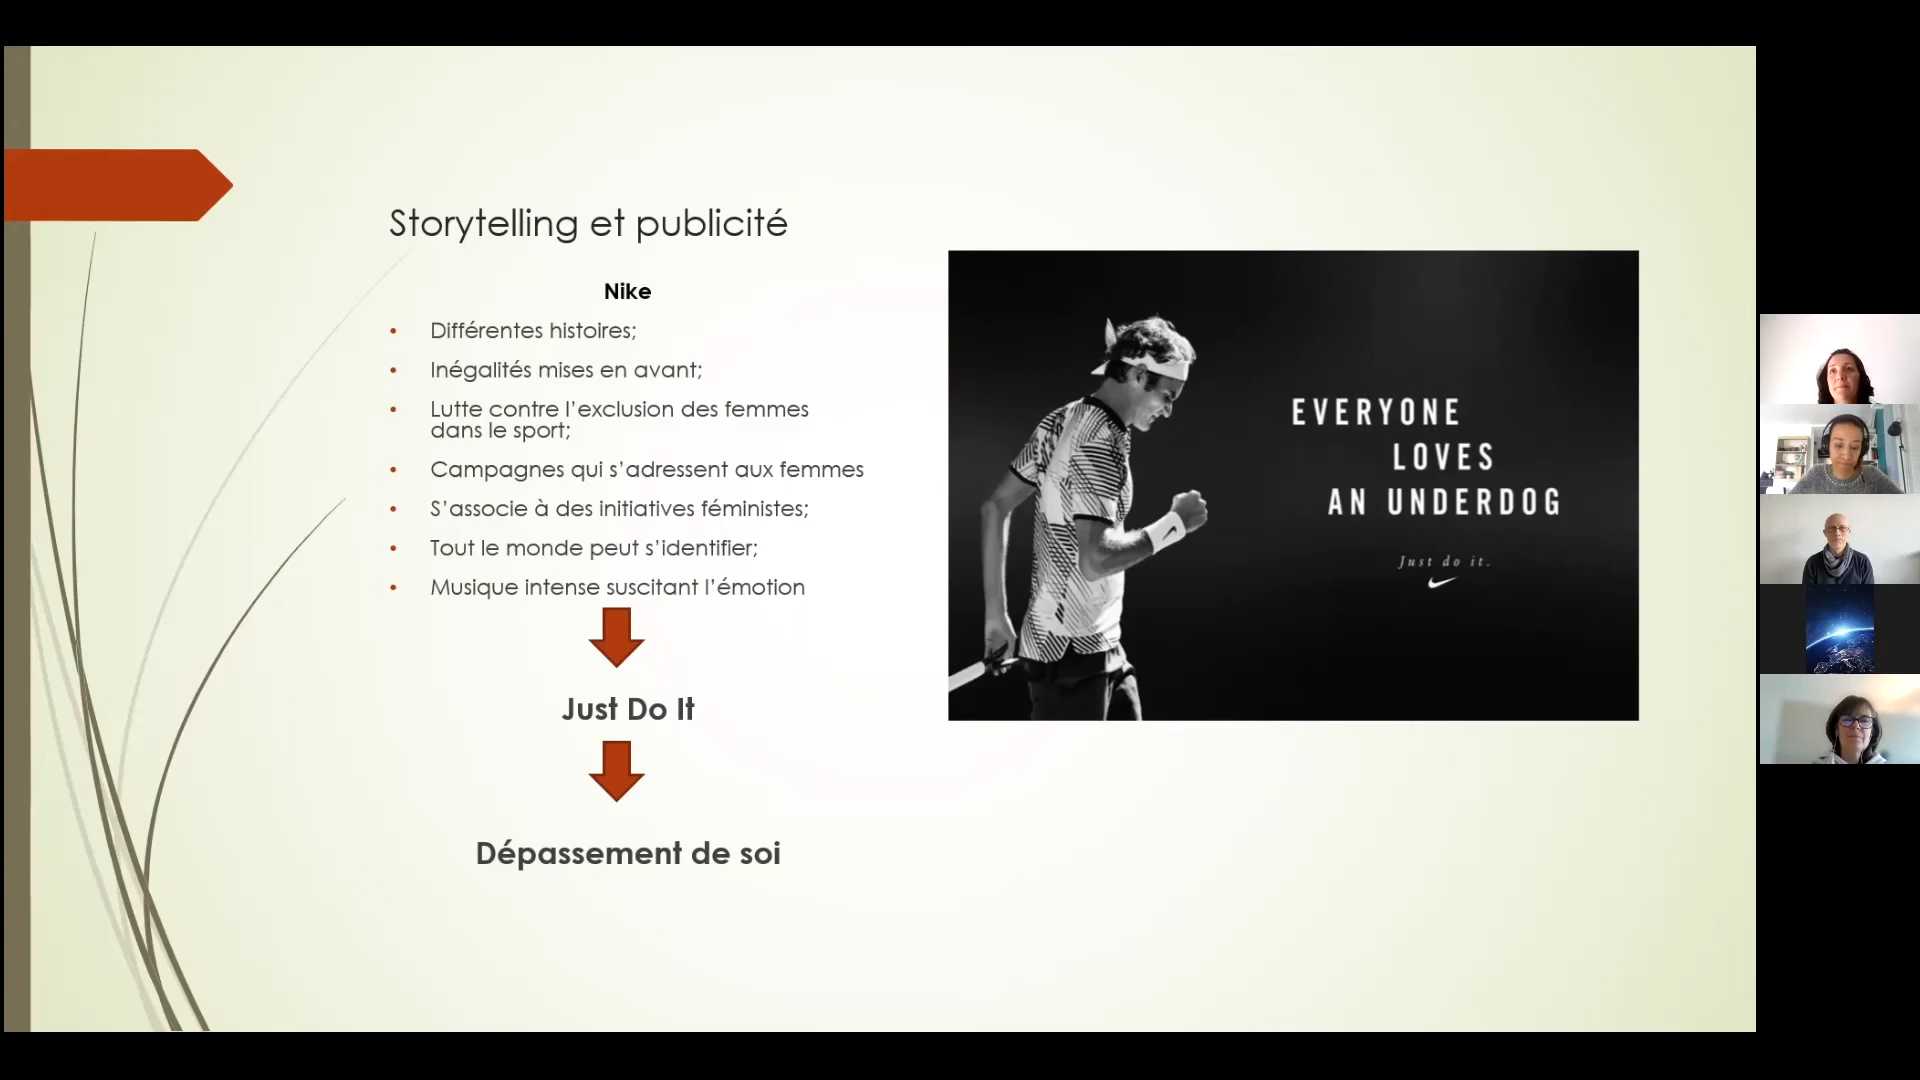 Storytelling et publicité
Nike
• Différentes histoires;
• Inégalités mises en avant;
• Lutte contre l'exclusion des femmes
dans le sport;
• Campagnes qui s'adressent aux femmes
• S'associe à des initiatives féministes;
• Tout le monde peut s'identifier;
• Musique intense suscitant l'émotion
Just Do It
Dépassement de soi
EVERYONE
LOVES
AN UNDERDOG
Just do it.